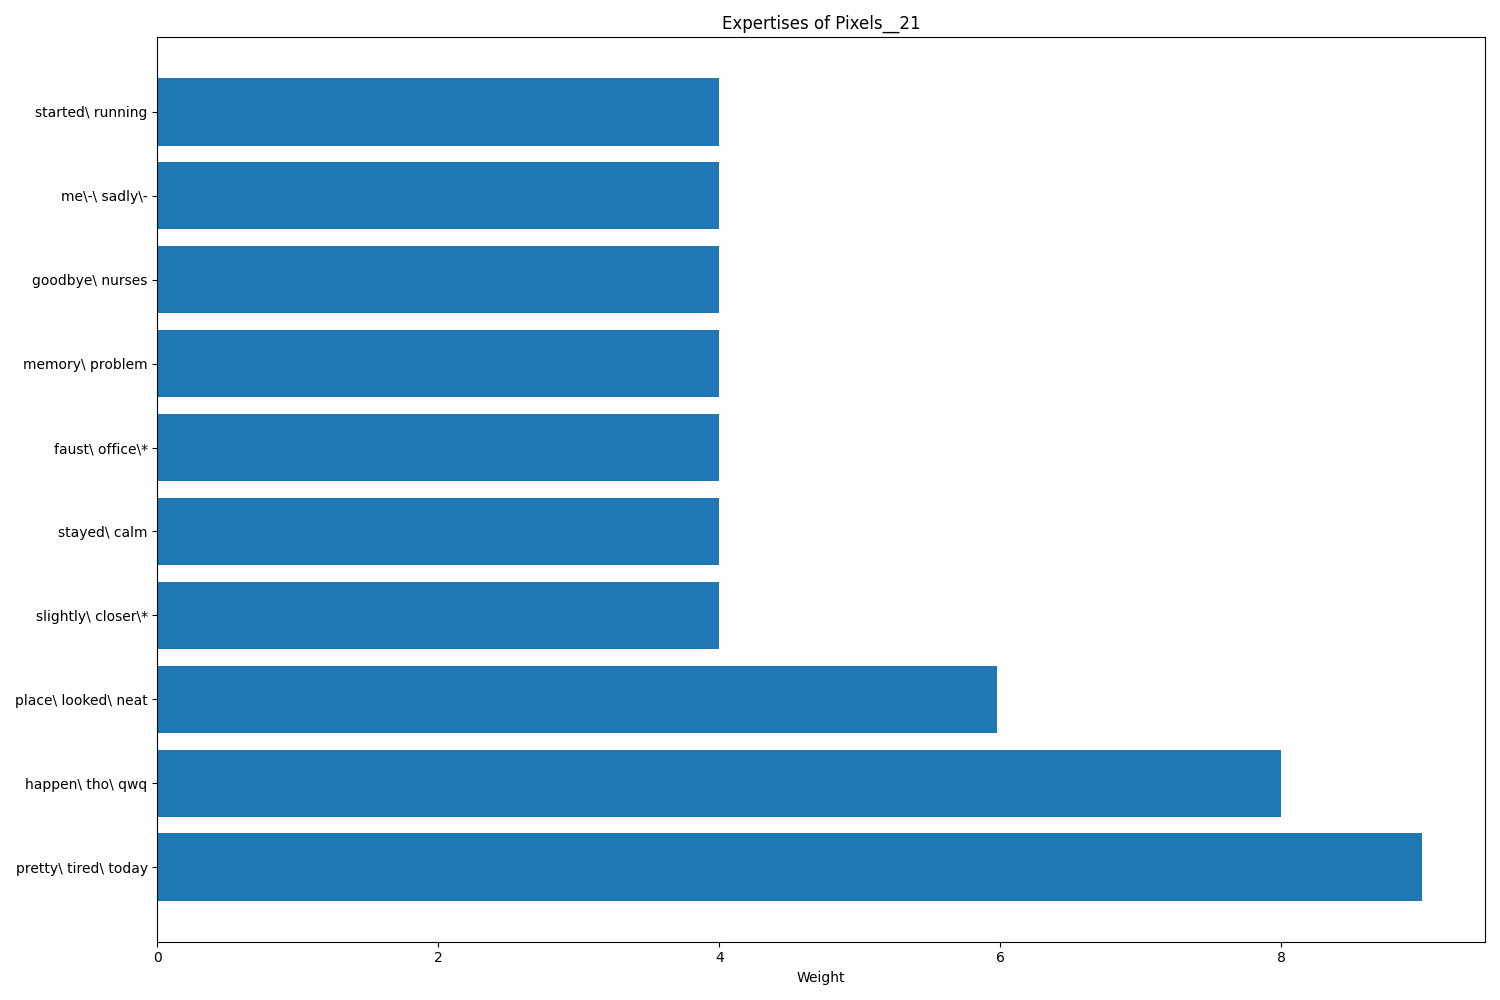 Expertises of Pixels__21
started\ running
me\-\ sadly\-
goodbye\ nurses
memory\ problem
faust\ office\*
stayed\ calm
slightly\ closer\*
place\ looked\ neat
happen\ tho\ qwq
pretty\ tired\ today
0 2 4 6 8
Weight